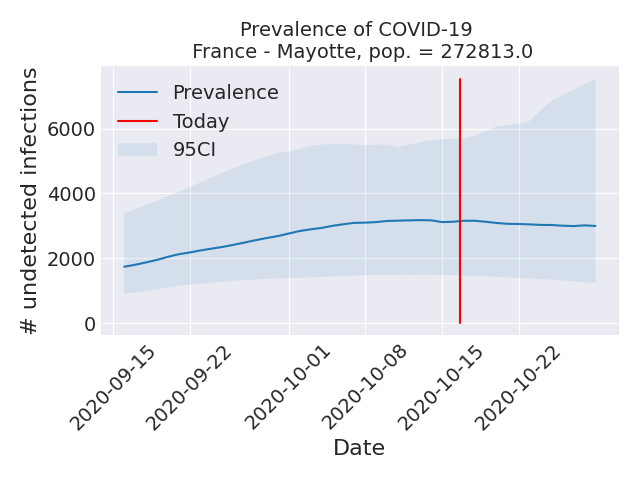 Prevalence of COVID-19
France - Mayotte, pop. = 272813.0
Prevalence
Today
95CI
# undetected infections
6000
4000
2000
0
2020-09-15
2020-09-22
2020-10-01
2020-10-08
2020-10-15
2020-10-22
Date